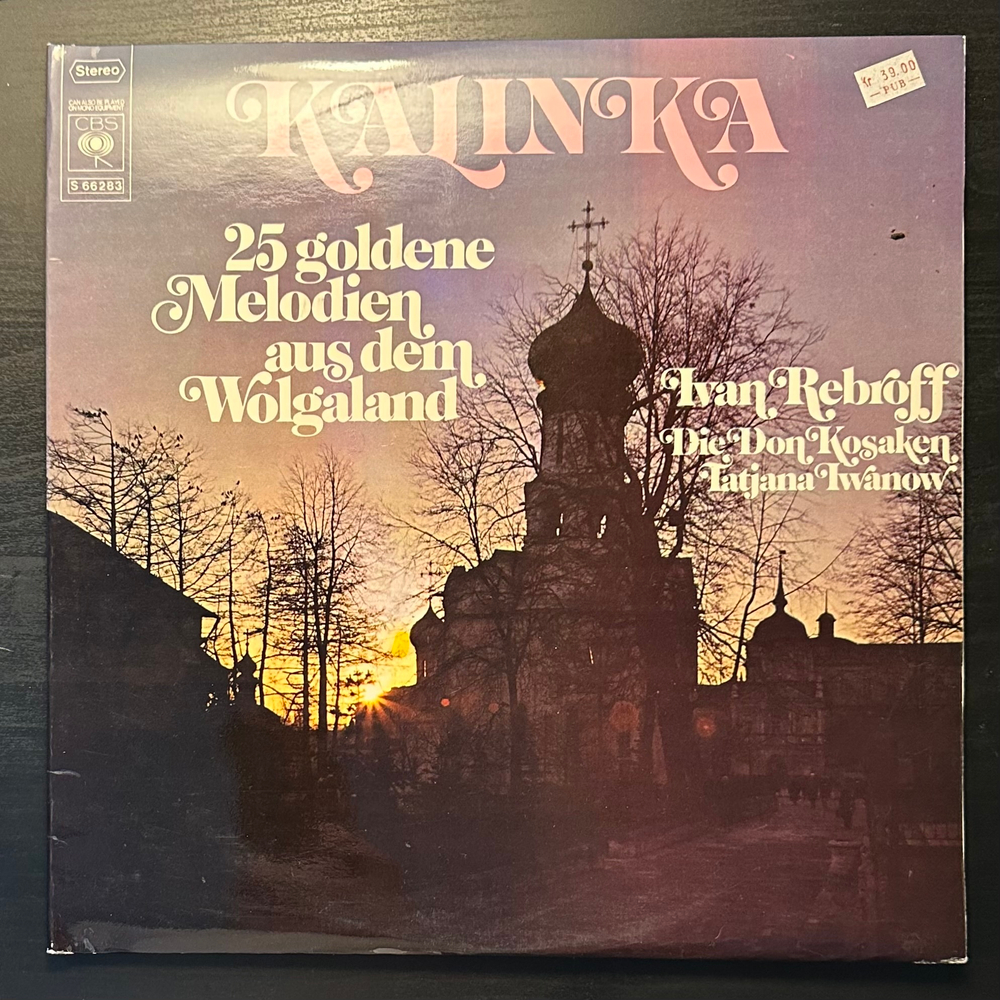 Stereo
CAN ALSO BE PLAYED
ON MONO EQUIPMENT
CBS
S 66283
KALINKA
Kr. 39.00
— PUB —
25 goldene
Melodien
aus dem
Wolgaland
Ivan Rebroff
Die Don Kosaken
Tatjana Iwanow